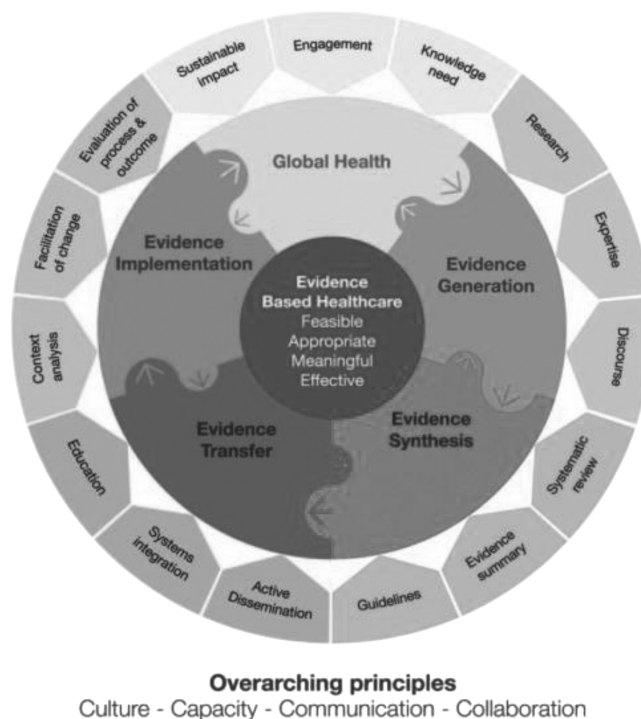 Engagement
Knowledge
need
Research
Expertise
Discourse
Systematic
review
Evidence
summary
Guidelines
Active
Dissemination
Systems
integration
Education
Context
analysis
Facilitation
of change
Evaluation of
process &
outcome
Sustainable
impact
Global Health
Evidence
Generation
Evidence
Synthesis
Evidence
Transfer
Evidence
Implementation
Evidence
Based Healthcare
Feasible
Appropriate
Meaningful
Effective
Overarching principles
Culture - Capacity - Communication - Collaboration